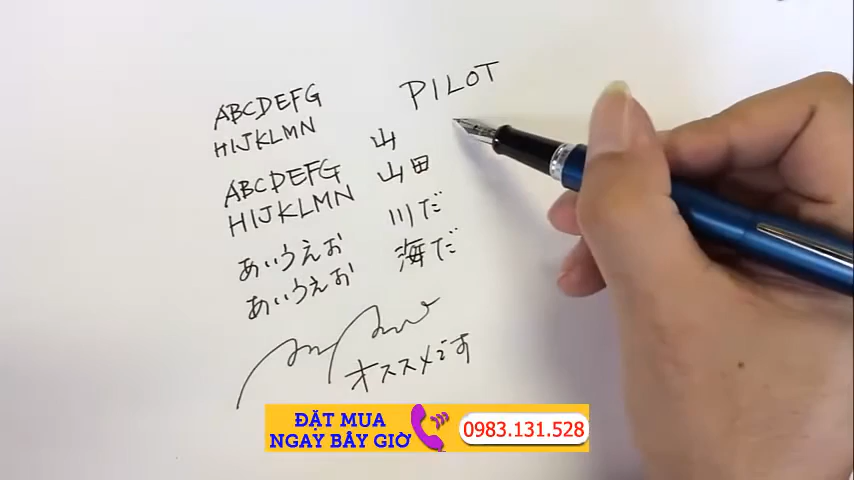 ABCDEFG
HIJKLMN
ABCDEFG
HIJKLMN
あいうえお
あいうえお
PILOT
山
山田
川だ
海だ
オススメです
ĐẶT MUA
NGAY BÂY GIỜ
0983.131.528